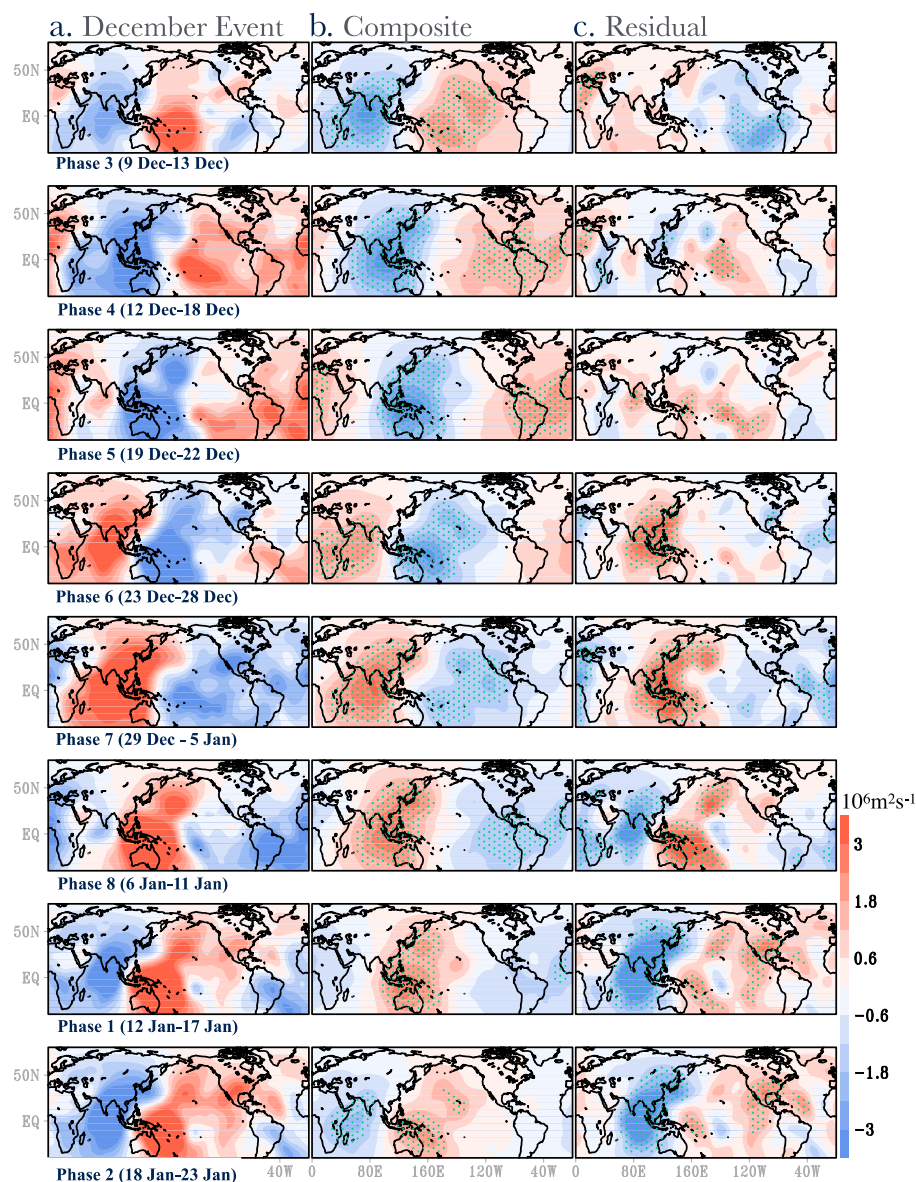 a. December Event b. Composite c. Residual
50N
EQ
Phase 3 (9 Dec-13 Dec)
50N
EQ
Phase 4 (12 Dec-18 Dec)
50N
EQ
Phase 5 (19 Dec-22 Dec)
50N
EQ
Phase 6 (23 Dec-28 Dec)
50N
EQ
Phase 7 (29 Dec - 5 Jan)
50N
EQ
Phase 8 (6 Jan-11 Jan)
10⁶m²s⁻¹
3
1.8
0.6
-0.6
-1.8
-3
50N
EQ
Phase 1 (12 Jan-17 Jan)
50N
EQ
40W 0 80E 160E 120W 40W 0 80E 160E 120W 40W
Phase 2 (18 Jan-23 Jan)